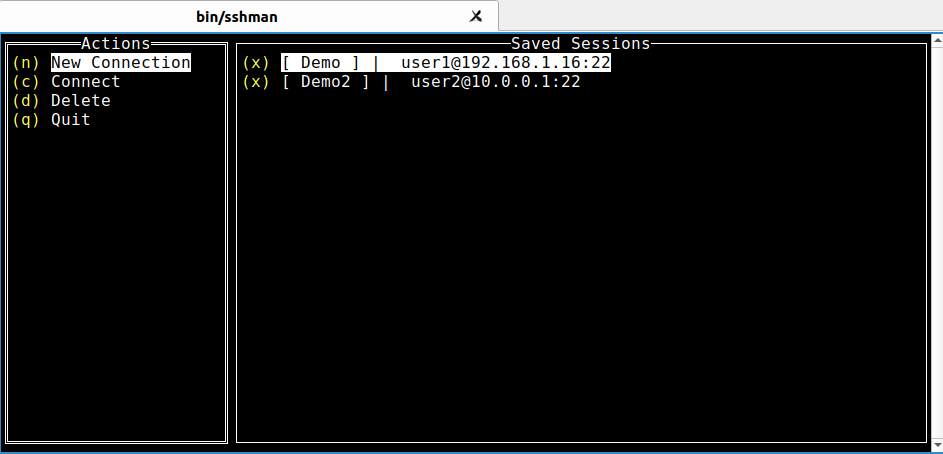 bin/sshman
Actions
(n) New Connection
(c) Connect
(d) Delete
(q) Quit
Saved Sessions
(x) [ Demo ] |  user1@192.168.1.16:22
(x) [ Demo2 ] |  user2@10.0.0.1:22